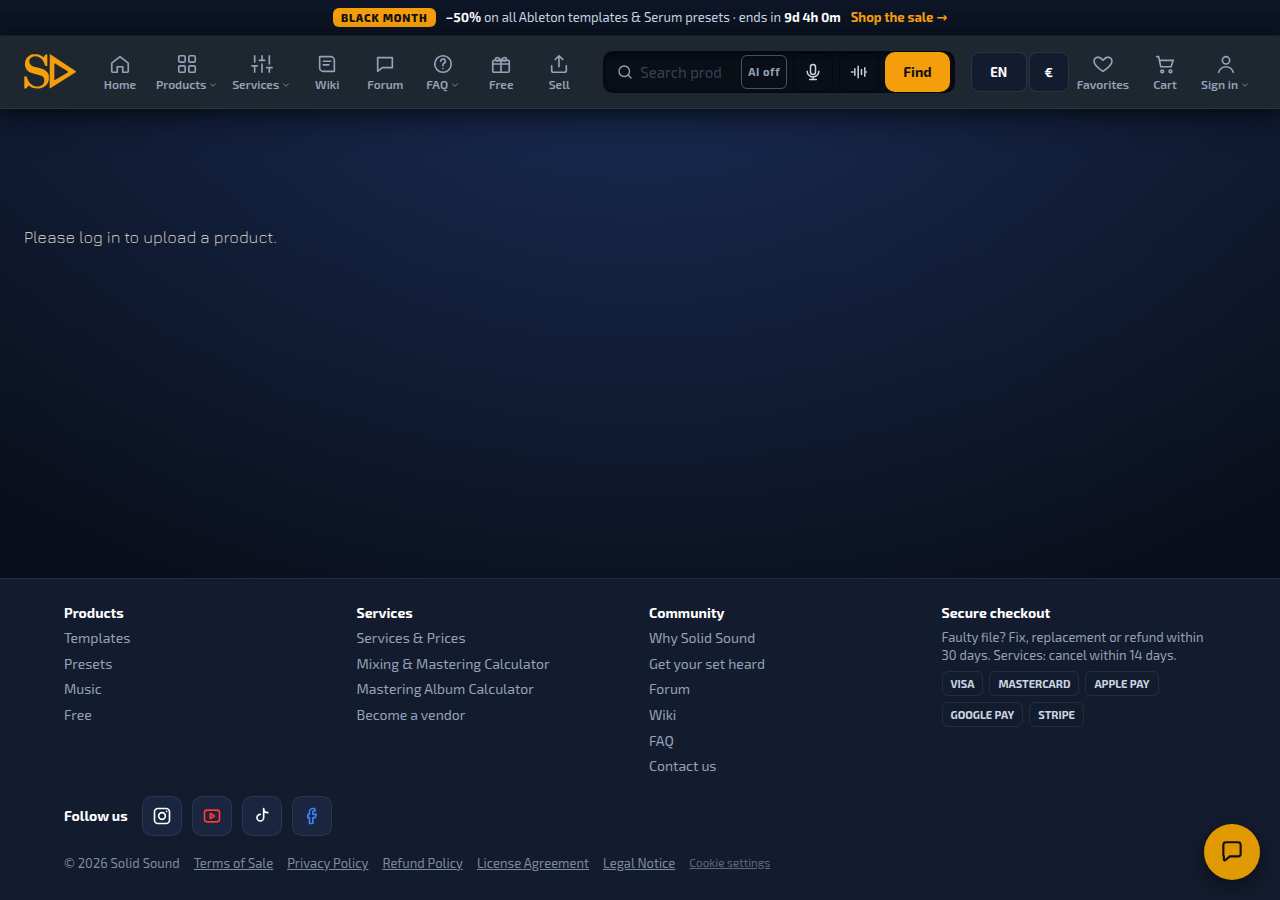 BLACK MONTH −50% on all Ableton templates & Serum presets · ends in 9d 4h 0m Shop the sale →
Home Products Services Wiki Forum FAQ Free Sell Search prod AI off Find EN € Favorites Cart Sign in
Please log in to upload a product.
Products
Templates
Presets
Music
Free
Services
Services & Prices
Mixing & Mastering Calculator
Mastering Album Calculator
Become a vendor
Community
Why Solid Sound
Get your set heard
Forum
Wiki
FAQ
Contact us
Secure checkout
Faulty file? Fix, replacement or refund within
30 days. Services: cancel within 14 days.
VISA MASTERCARD APPLE PAY
GOOGLE PAY STRIPE
Follow us
© 2026 Solid Sound Terms of Sale Privacy Policy Refund Policy License Agreement Legal Notice Cookie settings